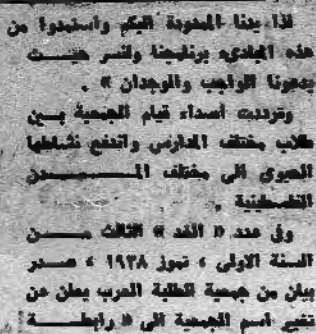 لذا يدنا الممدودة اليكم واستمدوا من
هذه المبادىء برنامجنا ولنسر حيث
يدعونا الواجب والوجدان » .
وترددت أصداء قيام الجمعية بين
طلاب مختلف المدارس واندفع نشاطها
الحيوي الى مختلف المدن
الفلسطينية .
وفي عدد « الغد » الثالث من
السنة الاولى ، تموز ١٩٣٨ ، صدر
بيان من جمعية الطلبة العرب يعلن عن
تغيير اسم الجمعية الى « رابطة